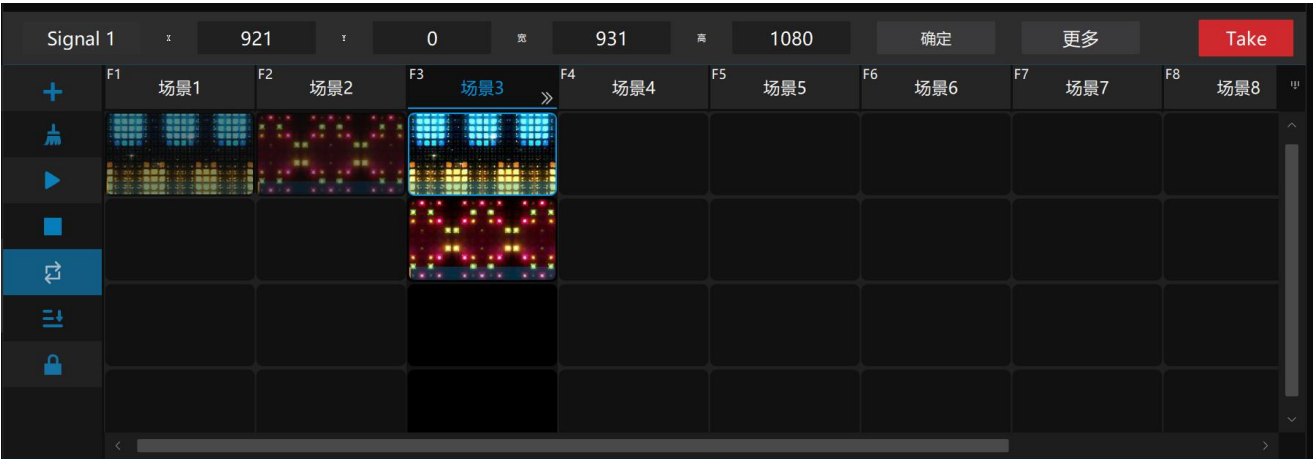 Signal 1 X 921 Y 0 宽 931 高 1080 确定 更多 Take
F1 场景1 F2 场景2 F3 场景3 F4 场景4 F5 场景5 F6 场景6 F7 场景7 F8 场景8